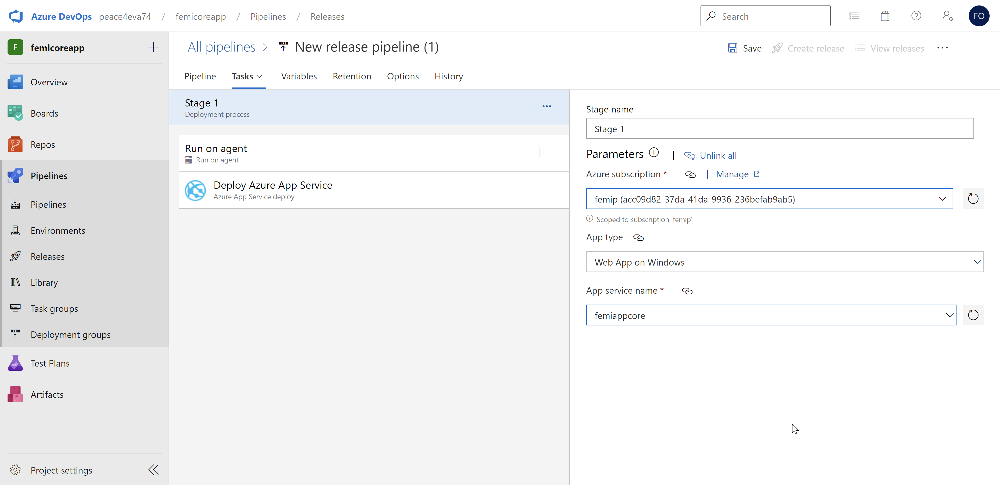 Azure DevOps peace4eva74 / femicoreapp / Pipelines / Releases
Search
FO
F femicoreapp
Overview
Boards
Repos
Pipelines
Pipelines
Environments
Releases
Library
Task groups
Deployment groups
Test Plans
Artifacts
Project settings
All pipelines > New release pipeline (1)
Save Create release View releases ...
Pipeline Tasks Variables Retention Options History
Stage 1
Deployment process
Run on agent
Run on agent
Deploy Azure App Service
Azure App Service deploy
Stage name
Stage 1
Parameters | Unlink all
Azure subscription * | Manage
femip (acc09d82-37da-41da-9936-236befab9ab5)
Scoped to subscription 'femip'
App type
Web App on Windows
App service name *
femiappcore